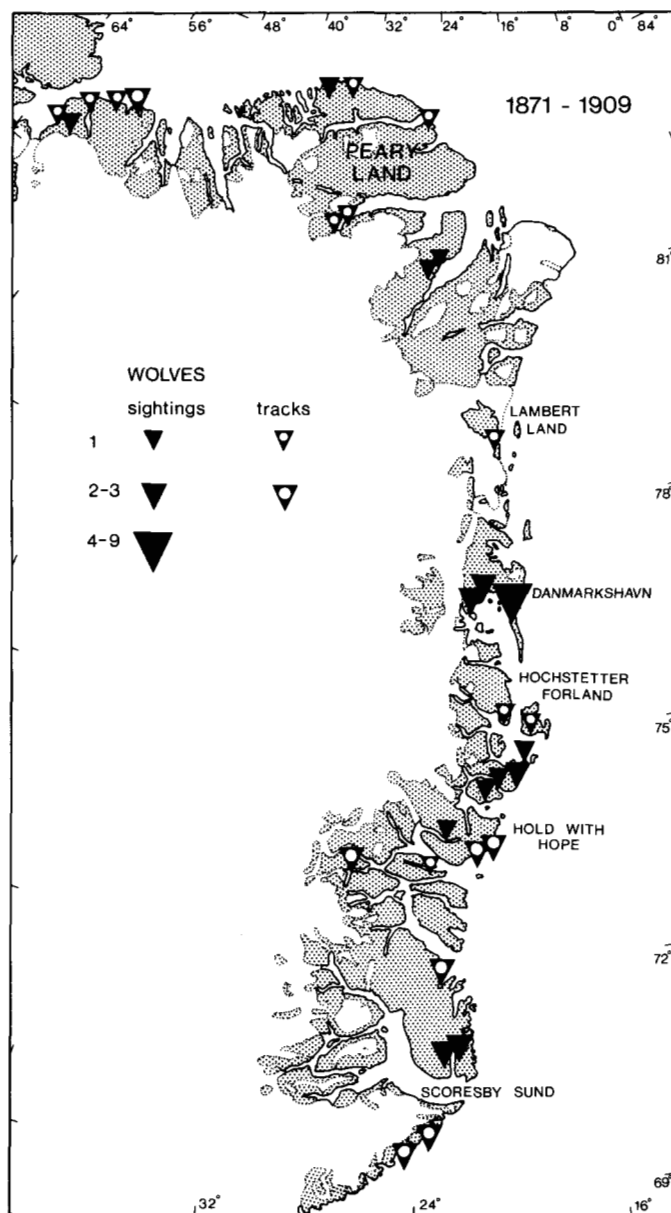 64° 56° 48° 40° 32° 24° 16° 8° 0° 84°
1871 - 1909
PEARY
LAND
81°
WOLVES
sightings tracks
1
2-3
4-9
LAMBERT
LAND
78°
DANMARKSHAVN
HOCHSTETTER
FORLAND
75°
HOLD WITH
HOPE
72°
SCORESBY SUND
69°
32° 24° 16°